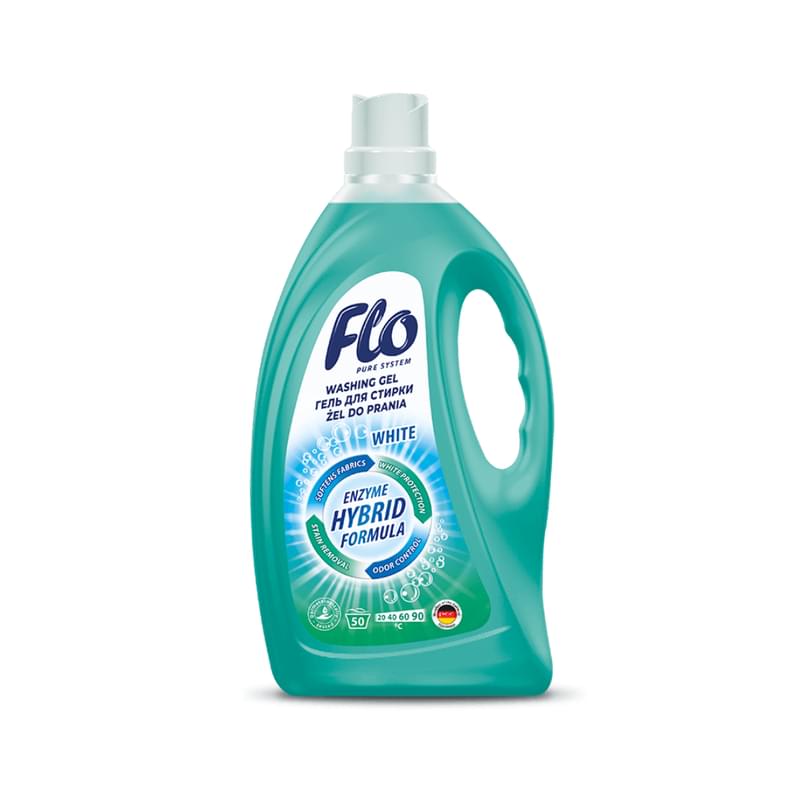 Flo
PURE SYSTEM
WASHING GEL
ГЕЛЬ ДЛЯ СТИРКИ
ŻEL DO PRANIA
WHITE
SOFTENS FABRICS
WHITE PROTECTION
ENZYME
HYBRID
FORMULA
STAIN REMOVAL
ODOR CONTROL
50
20 40 60 90
°C